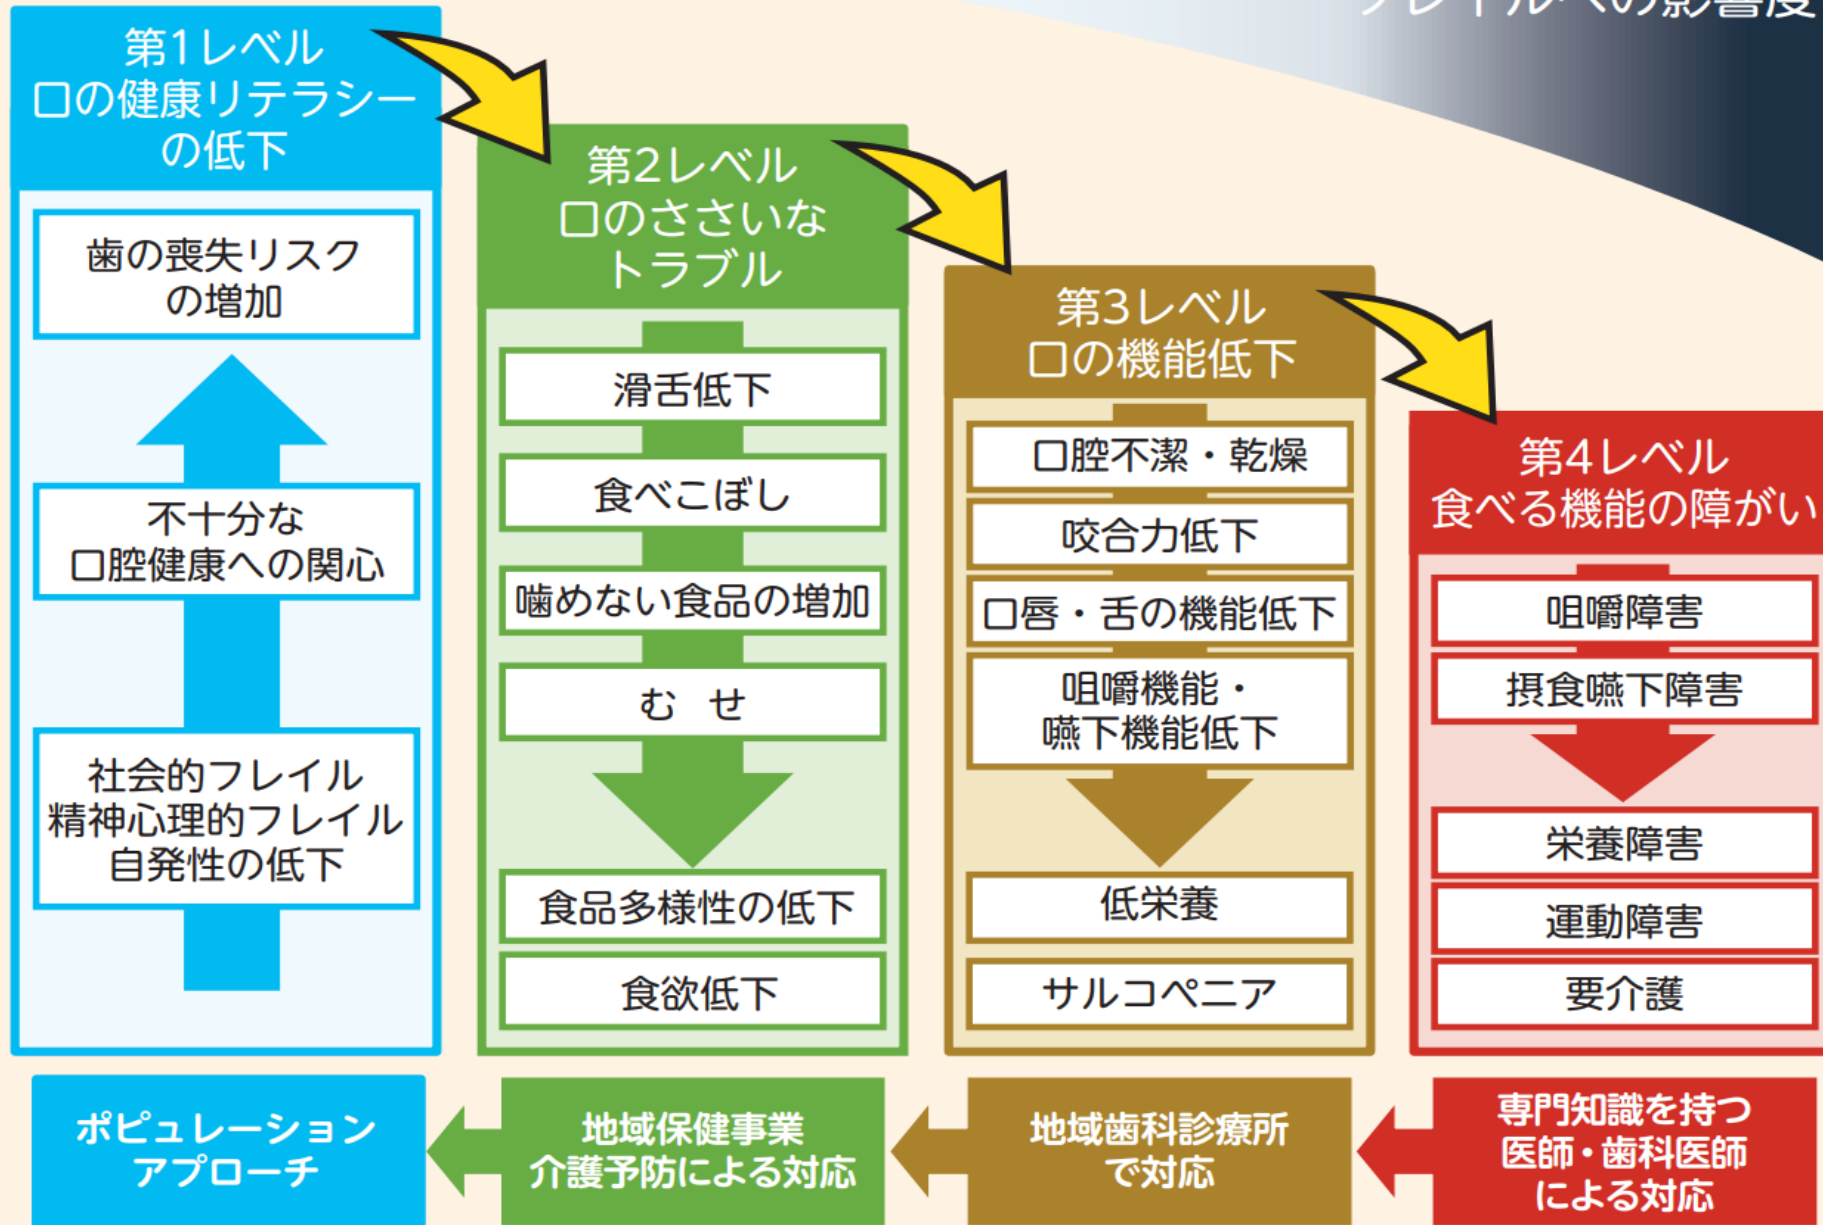 フレイルへの影響度
第1レベル
口の健康リテラシー
の低下
歯の喪失リスク
の増加
不十分な
口腔健康への関心
社会的フレイル
精神心理的フレイル
自発性の低下
第2レベル
口のささいな
トラブル
滑舌低下
食べこぼし
噛めない食品の増加
むせ
食品多様性の低下
食欲低下
第3レベル
口の機能低下
口腔不潔・乾燥
咬合力低下
口唇・舌の機能低下
咀嚼機能・
嚥下機能低下
低栄養
サルコペニア
第4レベル
食べる機能の障がい
咀嚼障害
摂食嚥下障害
栄養障害
運動障害
要介護
ポピュレーション
アプローチ
地域保健事業
介護予防による対応
地域歯科診療所
で対応
専門知識を持つ
医師・歯科医師
による対応